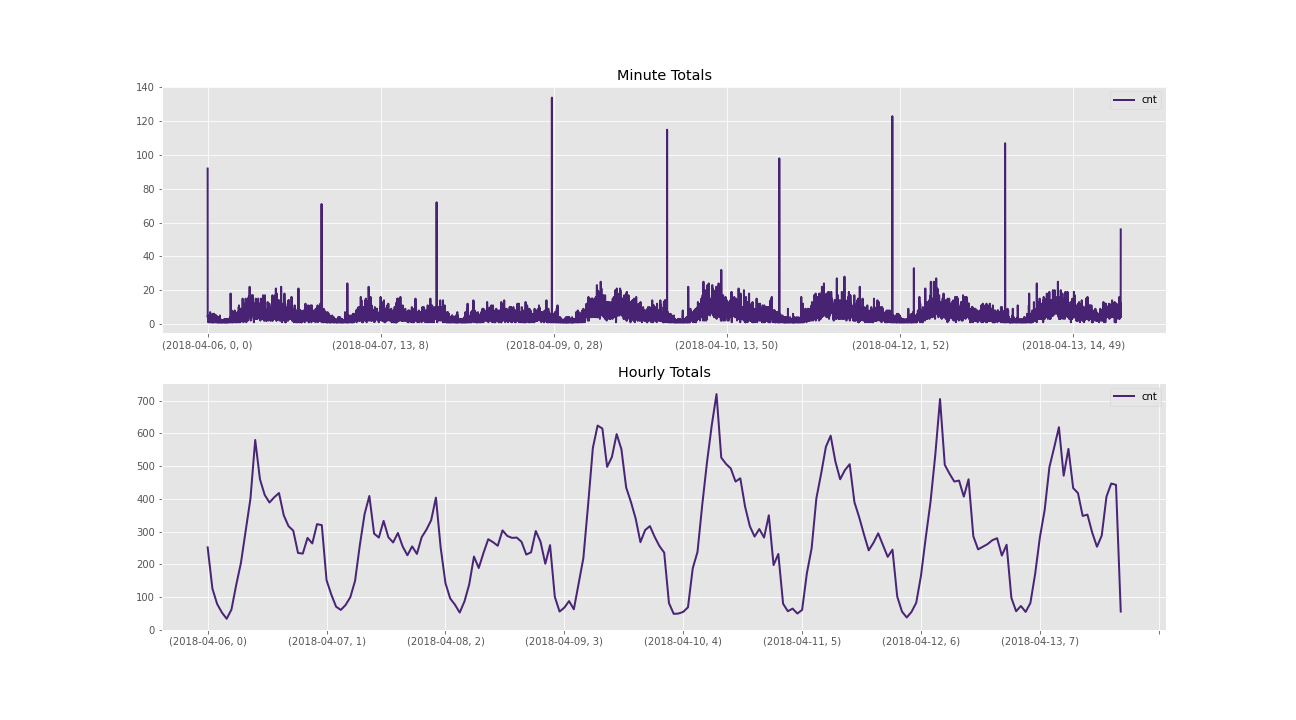 Minute Totals
140
120
100
80
60
40
20
0
cnt
(2018-04-06, 0, 0) (2018-04-07, 13, 8) (2018-04-09, 0, 28) (2018-04-10, 13, 50) (2018-04-12, 1, 52) (2018-04-13, 14, 49)
Hourly Totals
700
600
500
400
300
200
100
0
cnt
(2018-04-06, 0) (2018-04-07, 1) (2018-04-08, 2) (2018-04-09, 3) (2018-04-10, 4) (2018-04-11, 5) (2018-04-12, 6) (2018-04-13, 7)